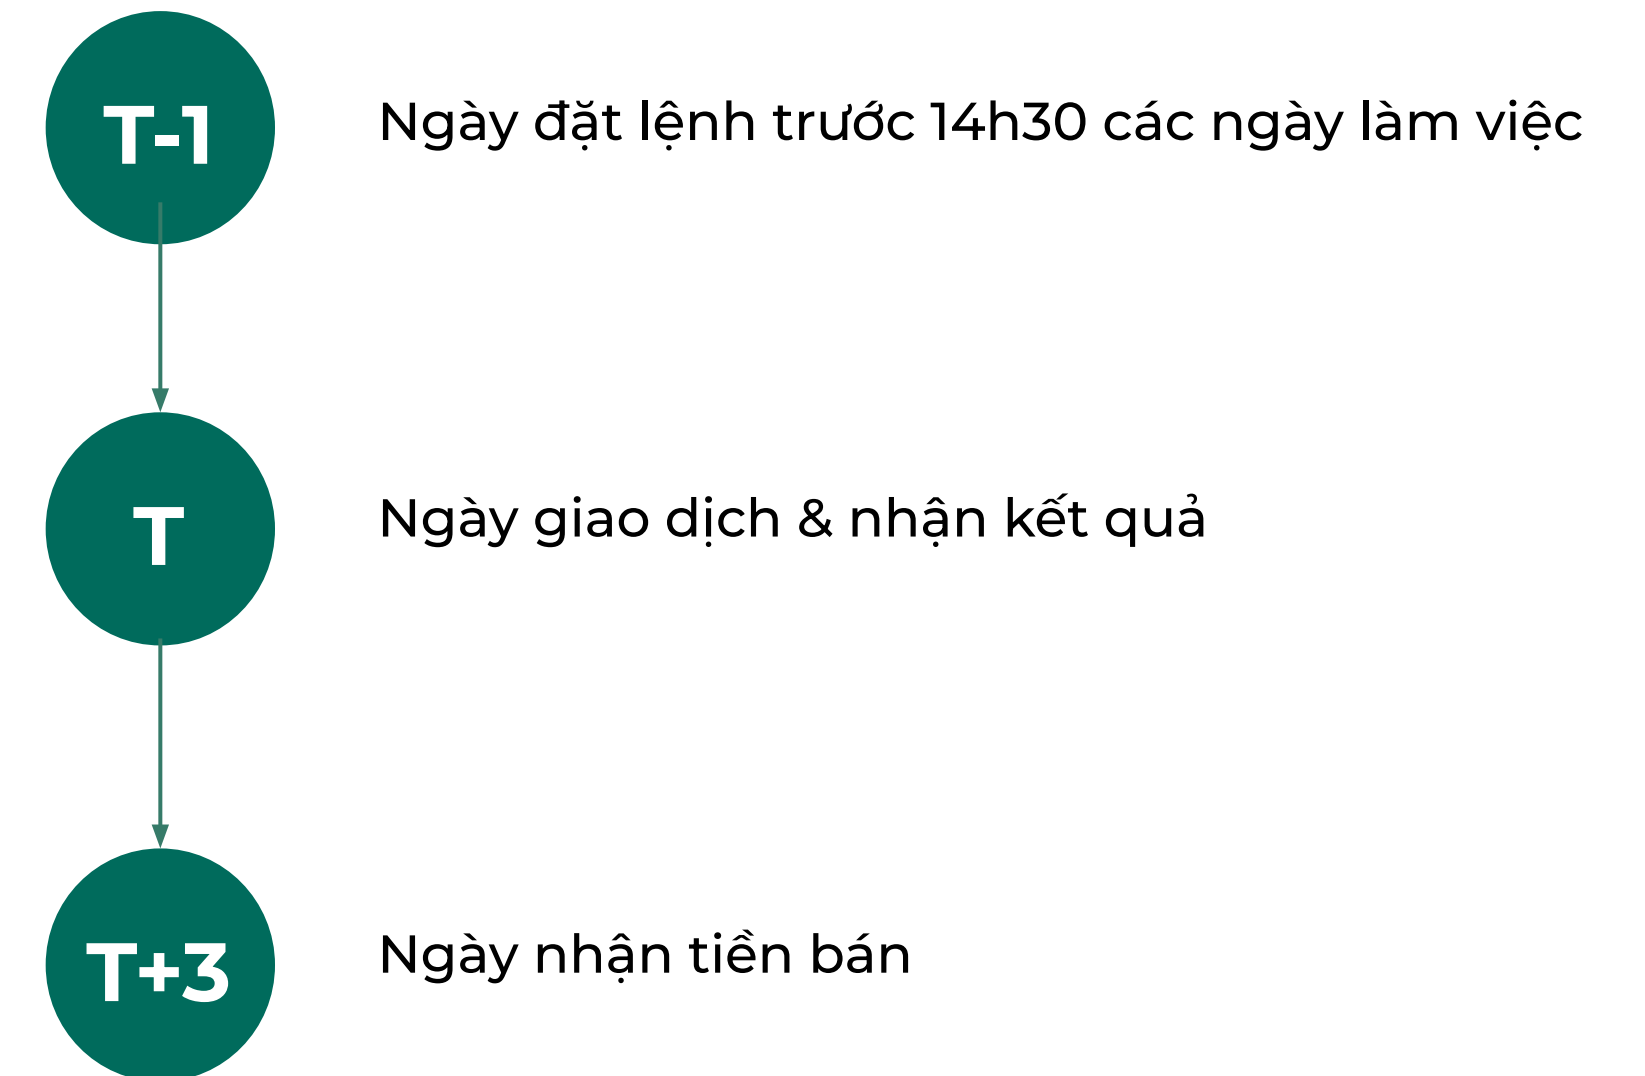 T-1
Ngày đặt lệnh trước 14h30 các ngày làm việc
T
Ngày giao dịch & nhận kết quả
T+3
Ngày nhận tiền bán